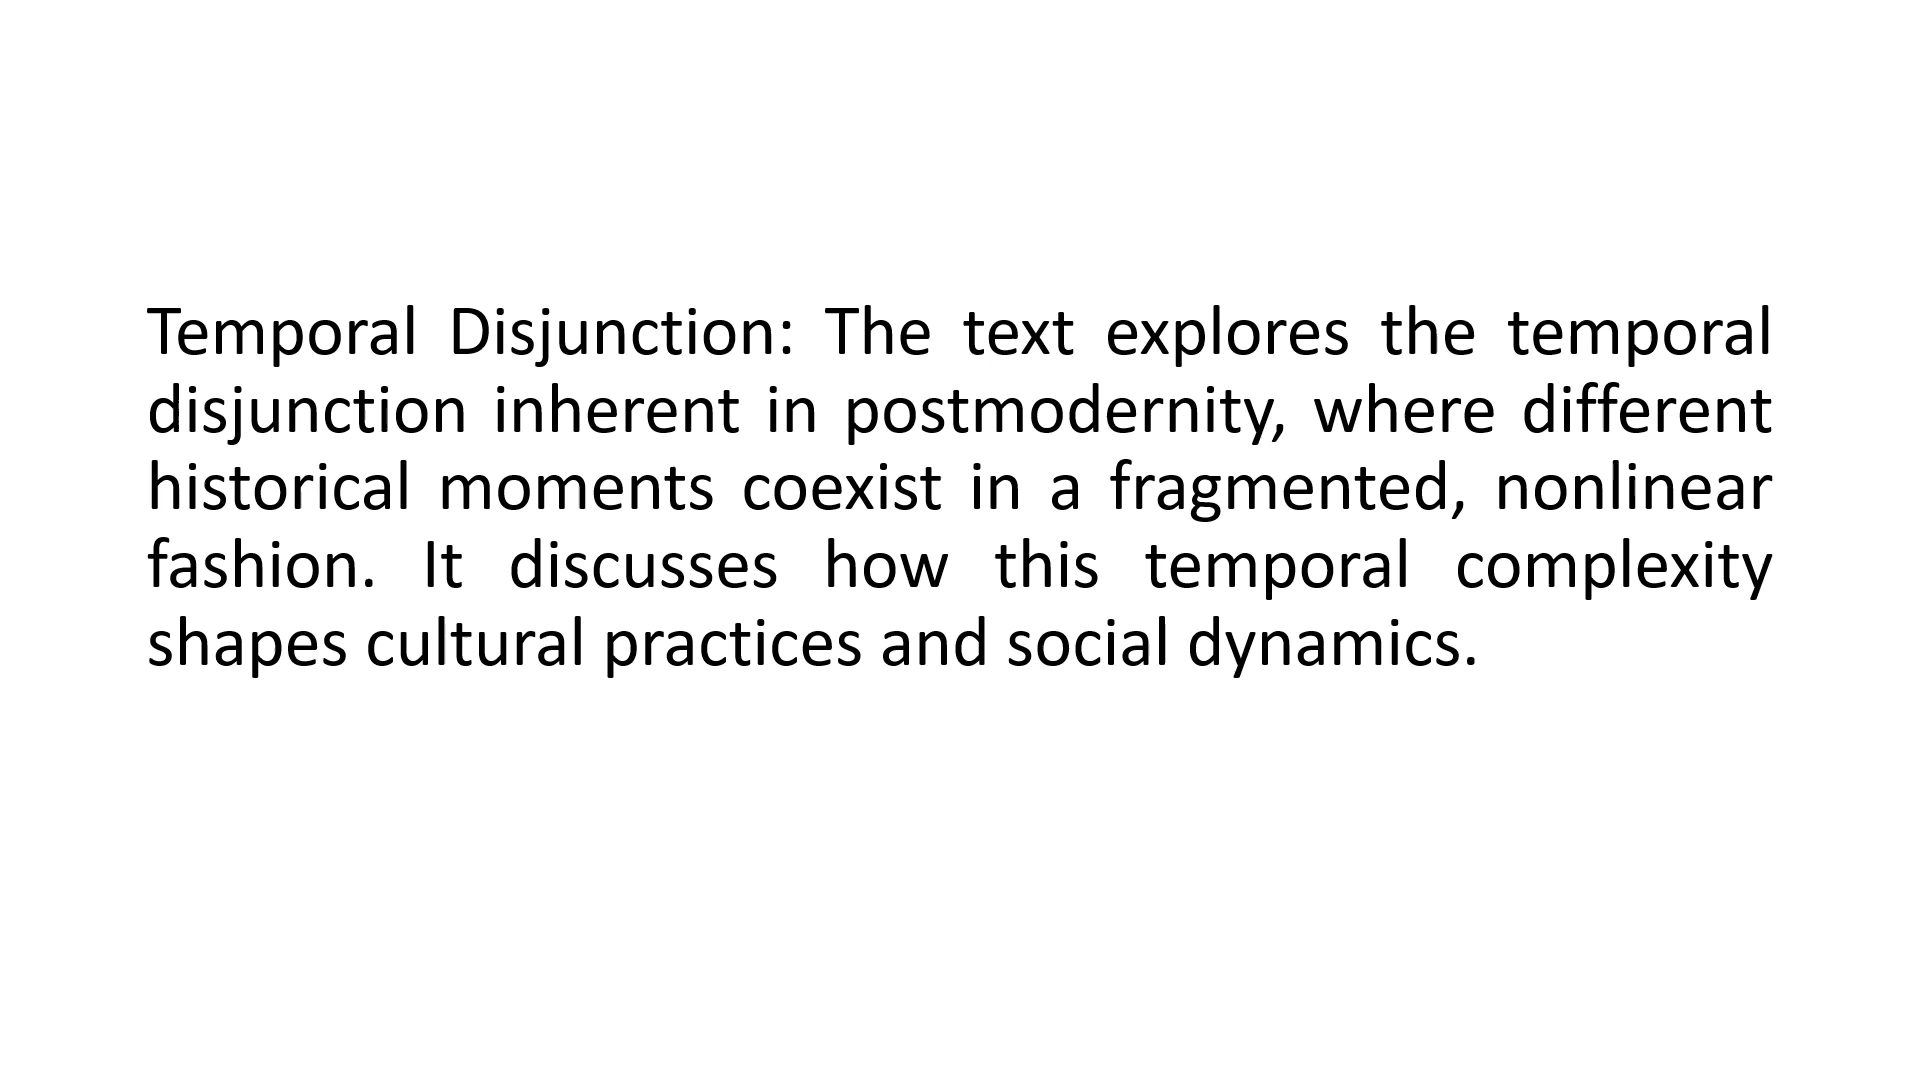 Temporal Disjunction: The text explores the temporal
disjunction inherent in postmodernity, where different
historical moments coexist in a fragmented, nonlinear
fashion. It discusses how this temporal complexity
shapes cultural practices and social dynamics.